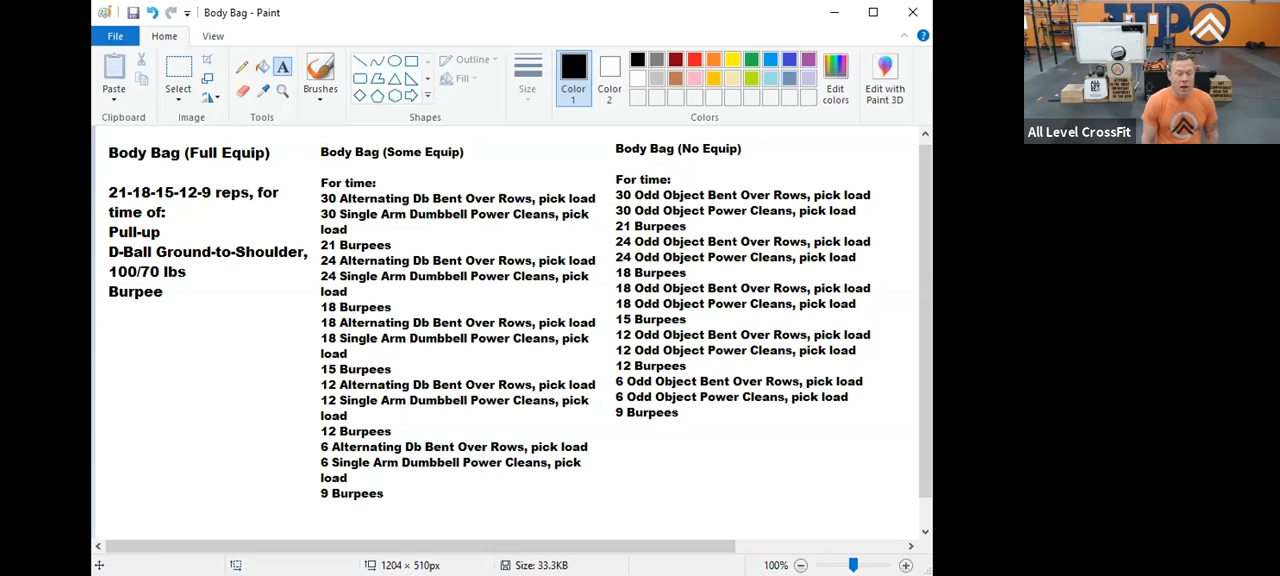 Body Bag - Paint
File
Home
View
Paste
Select
Brushes
Outline
Fill
Size
Color
1
Color
2
Edit
colors
Edit with
Paint 3D
Clipboard
Image
Tools
Shapes
Colors
Body Bag (Full Equip)
21-18-15-12-9 reps, for
time of:
Pull-up
D-Ball Ground-to-Shoulder,
100/70 lbs
Burpee
Body Bag (Some Equip)
For time:
30 Alternating Db Bent Over Rows, pick load
30 Single Arm Dumbbell Power Cleans, pick
load
21 Burpees
24 Alternating Db Bent Over Rows, pick load
24 Single Arm Dumbbell Power Cleans, pick
load
18 Burpees
18 Alternating Db Bent Over Rows, pick load
18 Single Arm Dumbbell Power Cleans, pick
load
15 Burpees
12 Alternating Db Bent Over Rows, pick load
12 Single Arm Dumbbell Power Cleans, pick
load
12 Burpees
6 Alternating Db Bent Over Rows, pick load
6 Single Arm Dumbbell Power Cleans, pick
load
9 Burpees
Body Bag (No Equip)
For time:
30 Odd Object Bent Over Rows, pick load
30 Odd Object Power Cleans, pick load
21 Burpees
24 Odd Object Bent Over Rows, pick load
24 Odd Object Power Cleans, pick load
18 Burpees
18 Odd Object Bent Over Rows, pick load
18 Odd Object Power Cleans, pick load
15 Burpees
12 Odd Object Bent Over Rows, pick load
12 Odd Object Power Cleans, pick load
12 Burpees
6 Odd Object Bent Over Rows, pick load
6 Odd Object Power Cleans, pick load
9 Burpees
1204 × 510px
Size: 33.3KB
100%
All Level CrossFit